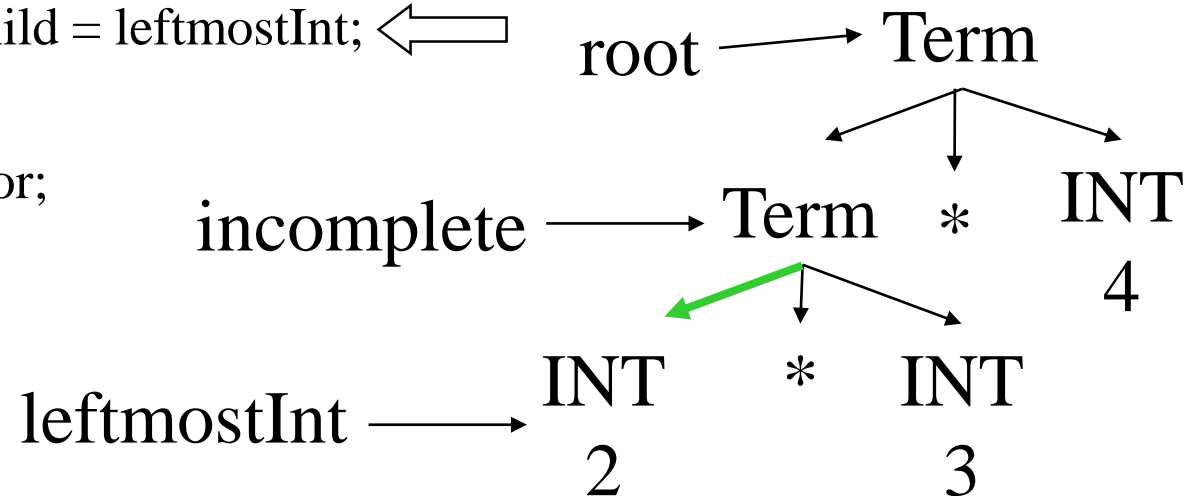 ild = leftmostInt;
root Term
or;
incomplete Term * INT
4
leftmostInt INT * INT
2 3